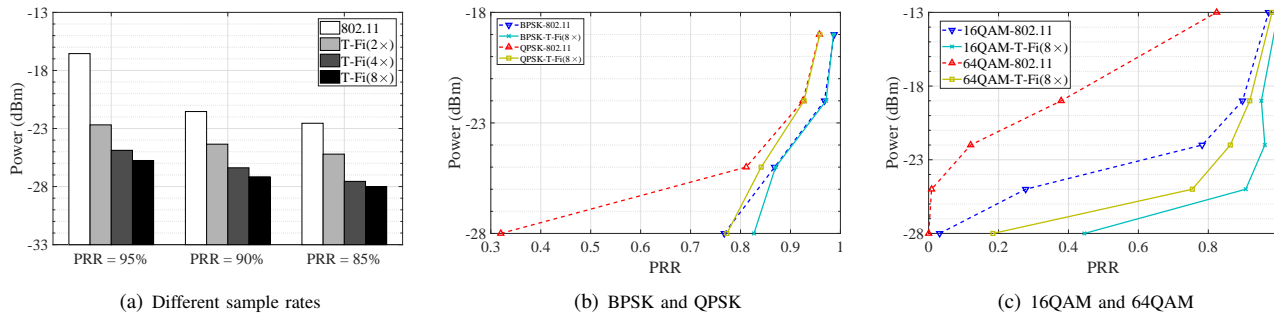 -13
-18
-23
-28
-33
Power (dBm)
802.11
T-Fi(2×)
T-Fi(4×)
T-Fi(8×)
PRR = 95%
PRR = 90%
PRR = 85%
(a) Different sample rates
-13
-18
-23
-28
Power (dBm)
BPSK-802.11
BPSK-T-Fi(8×)
QPSK-802.11
QPSK-T-Fi(8×)
0.3 0.4 0.5 0.6 0.7 0.8 0.9 1
PRR
(b) BPSK and QPSK
-13
-18
-23
-28
Power (dBm)
16QAM-802.11
16QAM-T-Fi(8×)
64QAM-802.11
64QAM-T-Fi(8×)
0 0.2 0.4 0.6 0.8
PRR
(c) 16QAM and 64QAM